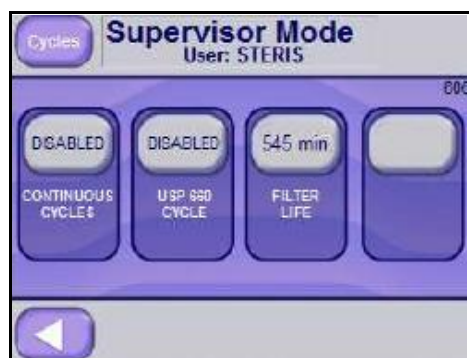 Cycles
Supervisor Mode
User: STERIS
DISABLED
DISABLED
545 min
CONTINUOUS
CYCLES
USP 660
CYCLE
FILTER
LIFE